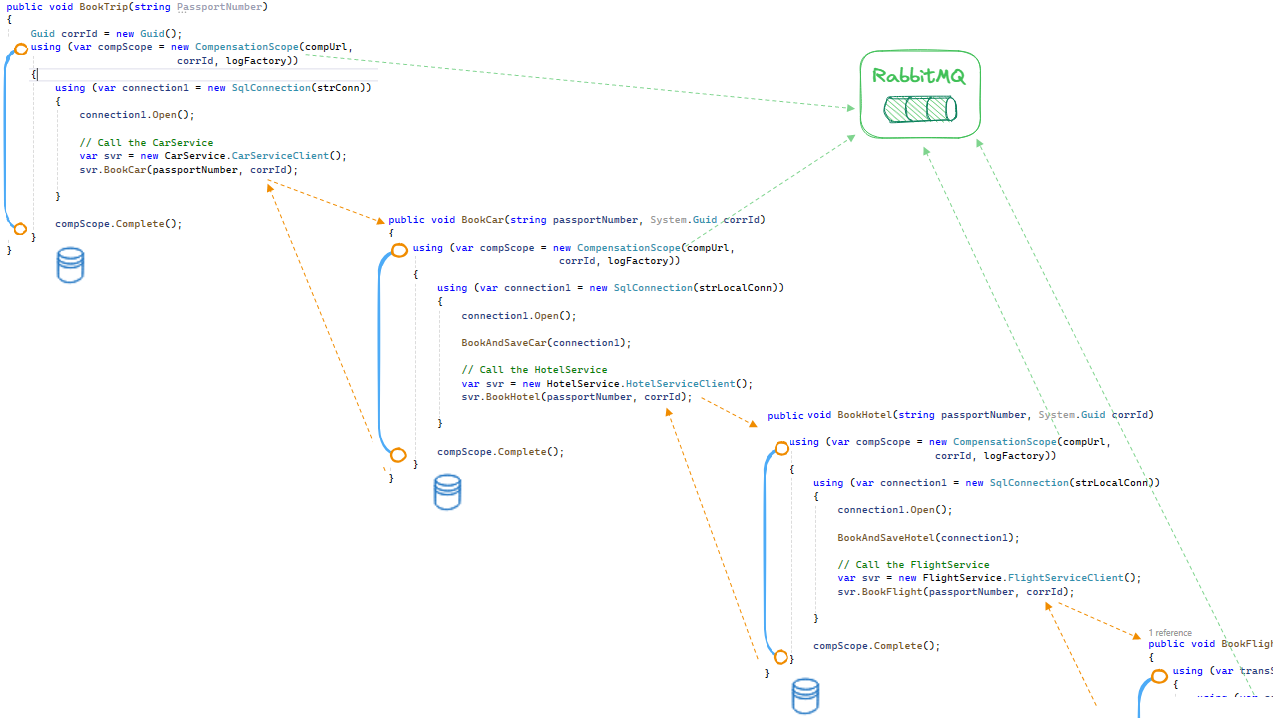 public void BookTrip(string PassportNumber)
{
Guid corrId = new Guid();
using (var compScope = new CompensationScope(compUrl,
corrId, logFactory))
{
using (var connection1 = new SqlConnection(strConn))
{
connection1.Open();
// Call the CarService
var svr = new CarService.CarServiceClient();
svr.BookCar(passportNumber, corrId);
}
compScope.Complete();
}
}
RabbitMQ
public void BookCar(string passportNumber, System.Guid corrId)
{
using (var compScope = new CompensationScope(compUrl,
corrId, logFactory))
{
using (var connection1 = new SqlConnection(strLocalConn))
{
connection1.Open();
BookAndSaveCar(connection1);
// Call the HotelService
var svr = new HotelService.HotelServiceClient();
svr.BookHotel(passportNumber, corrId);
}
compScope.Complete();
}
}
public void BookHotel(string passportNumber, System.Guid corrId)
using (var compScope = new CompensationScope(compUrl,
corrId, logFactory))
{
using (var connection1 = new SqlConnection(strLocalConn))
{
connection1.Open();
BookAndSaveHotel(connection1);
// Call the FlightService
var svr = new FlightService.FlightServiceClient();
svr.BookFlight(passportNumber, corrId);
}
compScope.Complete();
}
}
1 reference
public void BookFligh
{
using (var trans
{